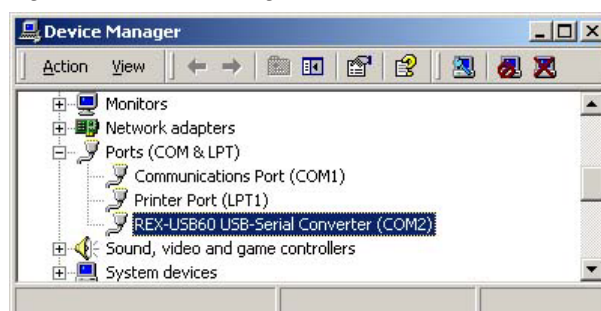 Device Manager
Action View
Monitors
Network adapters
Ports (COM & LPT)
Communications Port (COM1)
Printer Port (LPT1)
REX-USB60 USB-Serial Converter (COM2)
Sound, video and game controllers
System devices